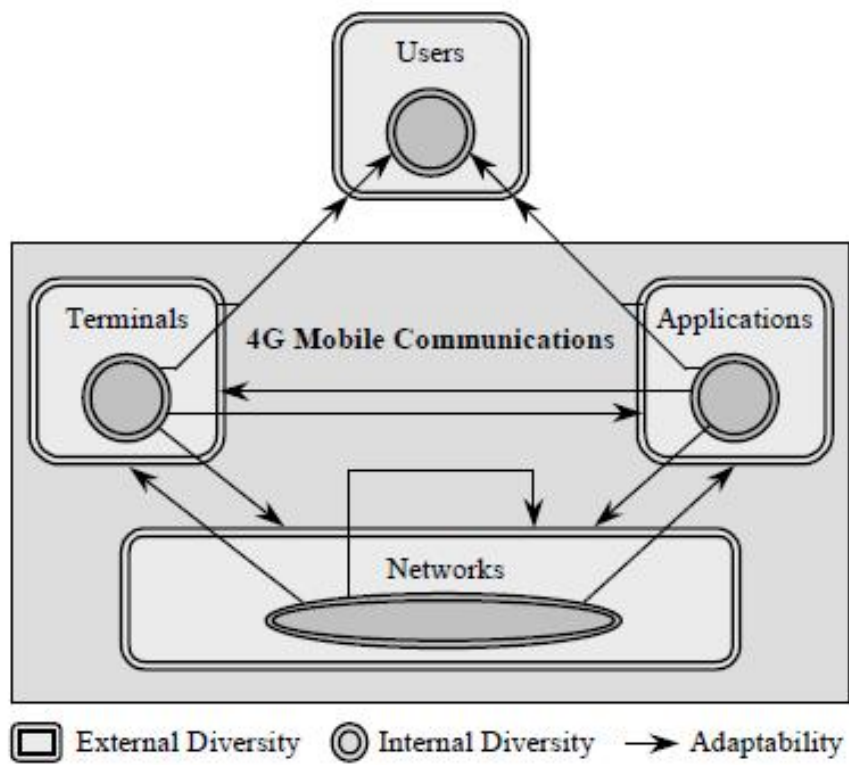 Users
Terminals
Applications
4G Mobile Communications
Networks
External Diversity
Internal Diversity
Adaptability